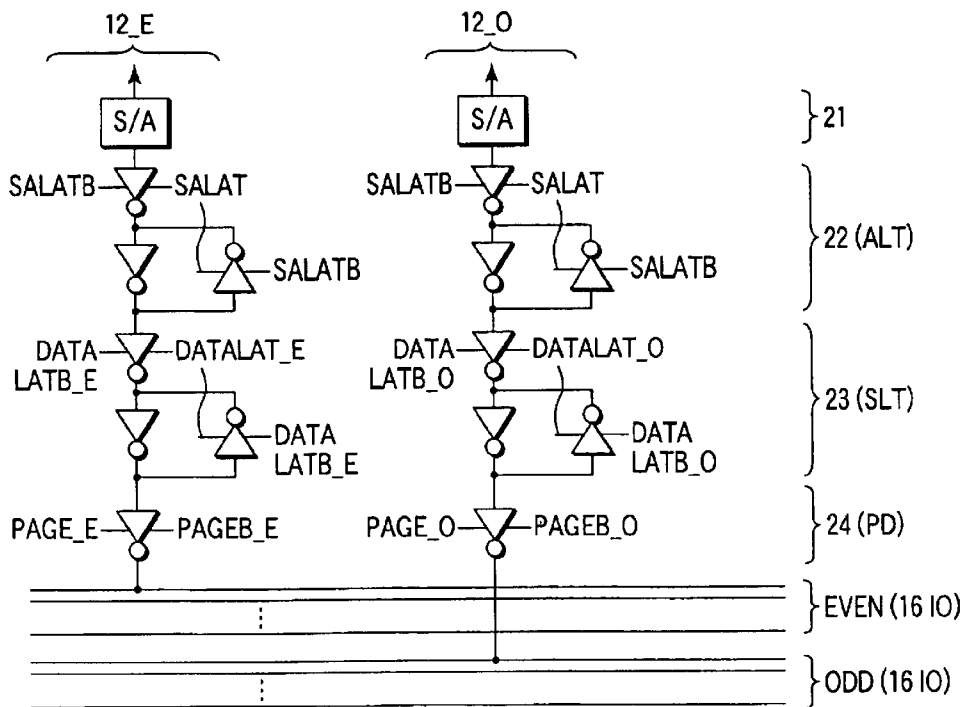 12_E 12_O
S/A S/A 21
SALATB SALAT SALATB SALAT
22 (ALT)
SALATB SALATB
DATA DATALAT_E DATA DATALAT_O
LATB_E LATB_O
23 (SLT)
DATA DATA
LATB_E LATB_O
PAGE_E PAGEB_E PAGE_O PAGEB_O 24 (PD)
EVEN (16 IO)
ODD (16 IO)